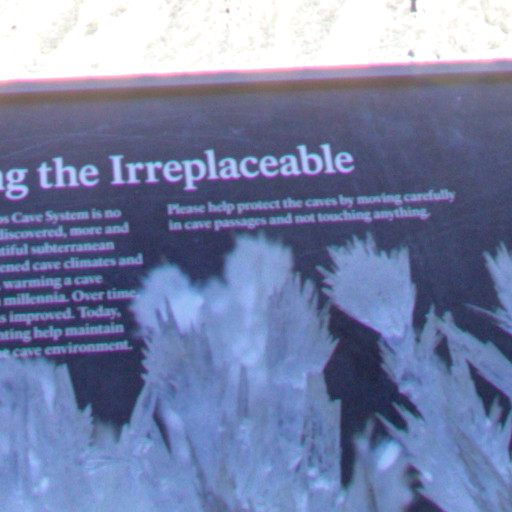 ng the Irreplaceable
Cave System is no
discovered, more and
tiful subterranean
ened cave climates and
warming a cave
millennia. Over time,
s improved. Today,
ting help maintain
cave environment.
Please help protect the caves by moving carefully
in cave passages and not touching anything.